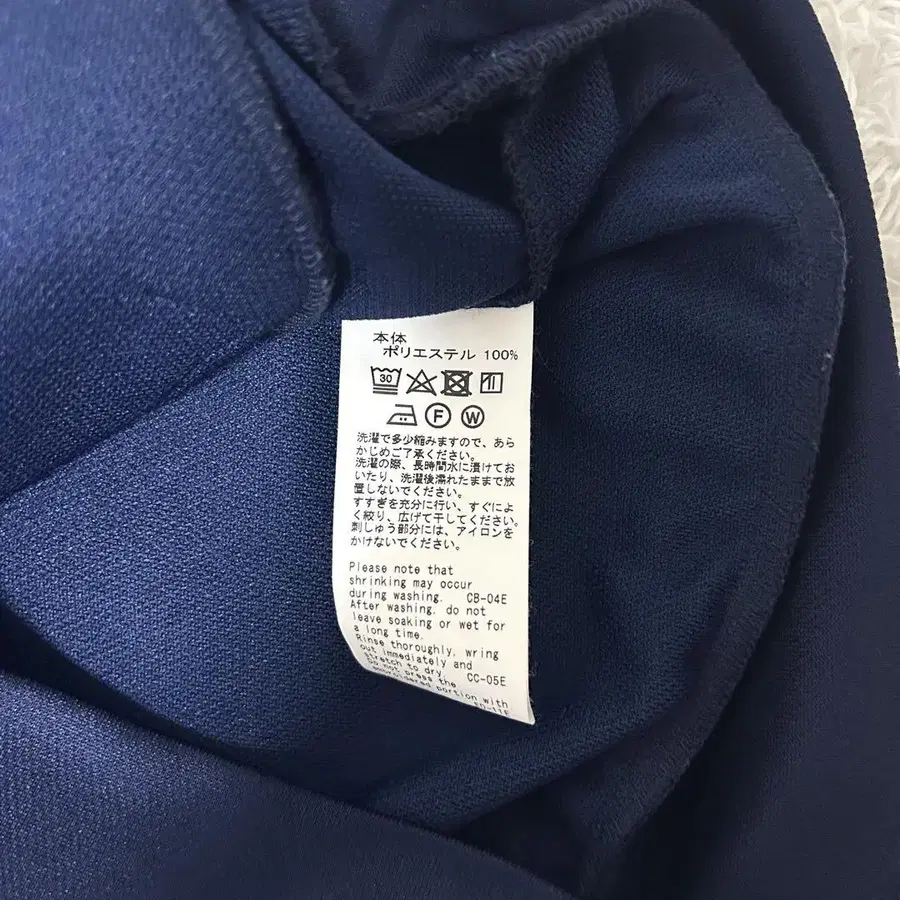 本体
ポリエステル 100%
30
F W
洗濯で多少縮みますので、あら
かじめご了承ください。
洗濯の際、長時間水に漬けてお
いたり、洗濯後濡れたままで放
置しないでください。
すすぎを充分に行い、すぐによ
く絞り、広げて干してください。
刺しゅう部分には、アイロンを
かけないでください。
Please note that
shrinking may occur
during washing. CB-04E
After washing, do not
leave soaking or wet for
a long time.
Rinse thoroughly, wring
out immediately and
stretch to dry. CC-05E
Do not press the
embroidered portion with